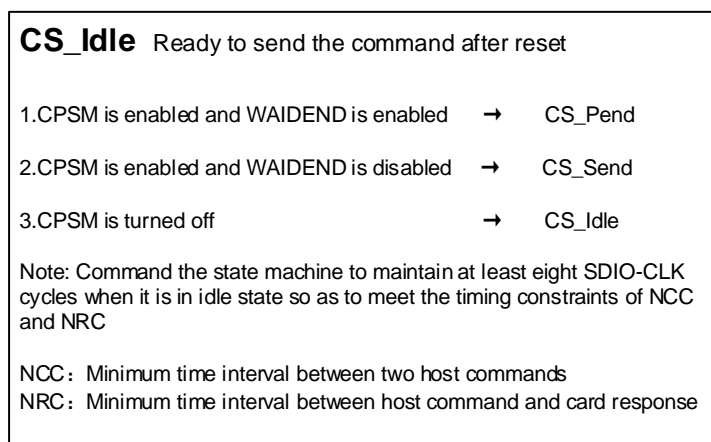 CS_Idle Ready to send the command after reset
1.CPSM is enabled and WAIDEND is enabled → CS_Pend
2.CPSM is enabled and WAIDEND is disabled → CS_Send
3.CPSM is turned off → CS_Idle
Note: Command the state machine to maintain at least eight SDIO-CLK
cycles when it is in idle state so as to meet the timing constraints of NCC
and NRC
NCC：Minimum time interval between two host commands
NRC：Minimum time interval between host command and card response